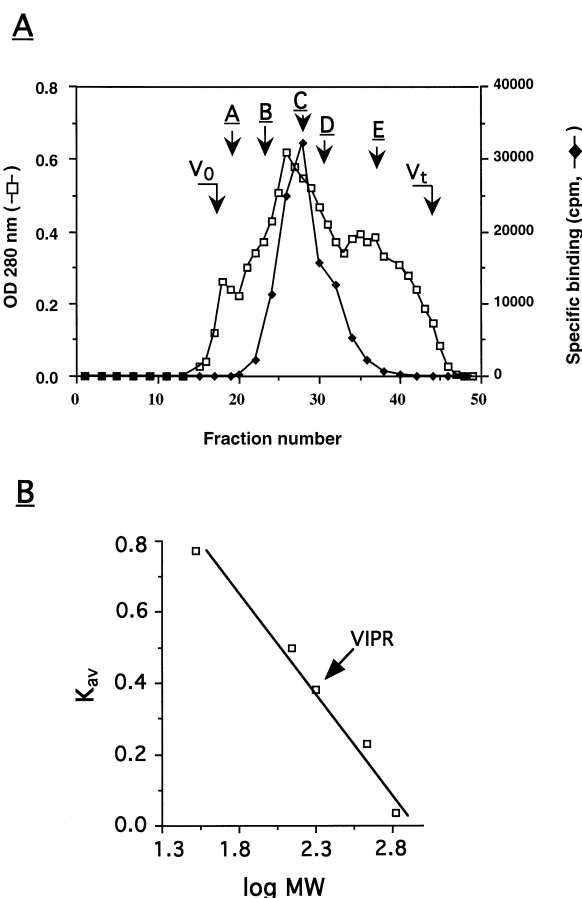 A
0.8
0.6
0.4
0.2
0.0
OD 280 nm ( )
V0
A
B
C
D
E
Vt
40000
30000
20000
10000
0
Specific binding (cpm, )
0
10
20
30
40
50
Fraction number
B
0.8
0.6
0.4
0.2
0.0
Kav
VIPR
1.3
1.8
2.3
2.8
log MW